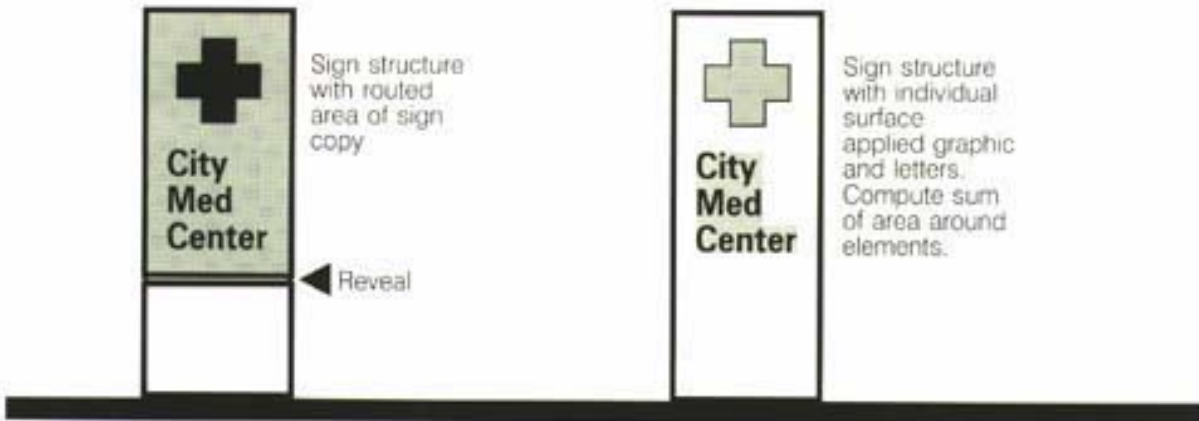 City
Med
Center
Sign structure
with routed
area of sign
copy
Reveal
City
Med
Center
Sign structure
with individual
surface
applied graphic
and letters.
Compute sum
of area around
elements.